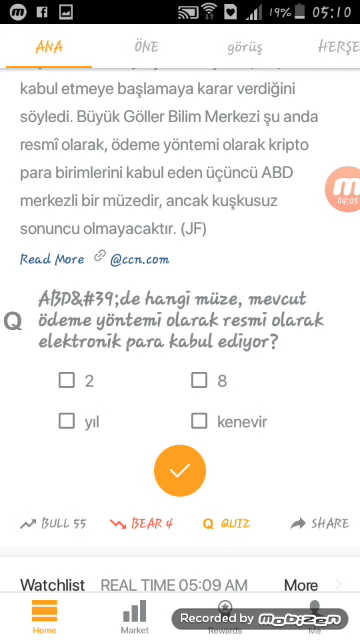 19% 05:10
ANA ÖNE görüş HERŞE
kabul etmeye başlamaya karar verdiğini
söyledi. Büyük Göller Bilim Merkezi şu anda
resmî olarak, ödeme yöntemi olarak kripto
para birimlerini kabul eden üçüncü ABD
merkezli bir müzedir, ancak kuşkusuz
sonuncu olmayacaktır. (JF)
04:05
Read More @ccn.com
Q ABD&#39;de hangi müze, mevcut
ödeme yöntemi olarak resmi olarak
elektronik para kabul ediyor?
2 8
yıl kenevir
BULL 55 BEAR 4 Q QUIZ SHARE
Watchlist REAL TIME 05:09 AM More
Home Market Rewards Me
Recorded by mobizen